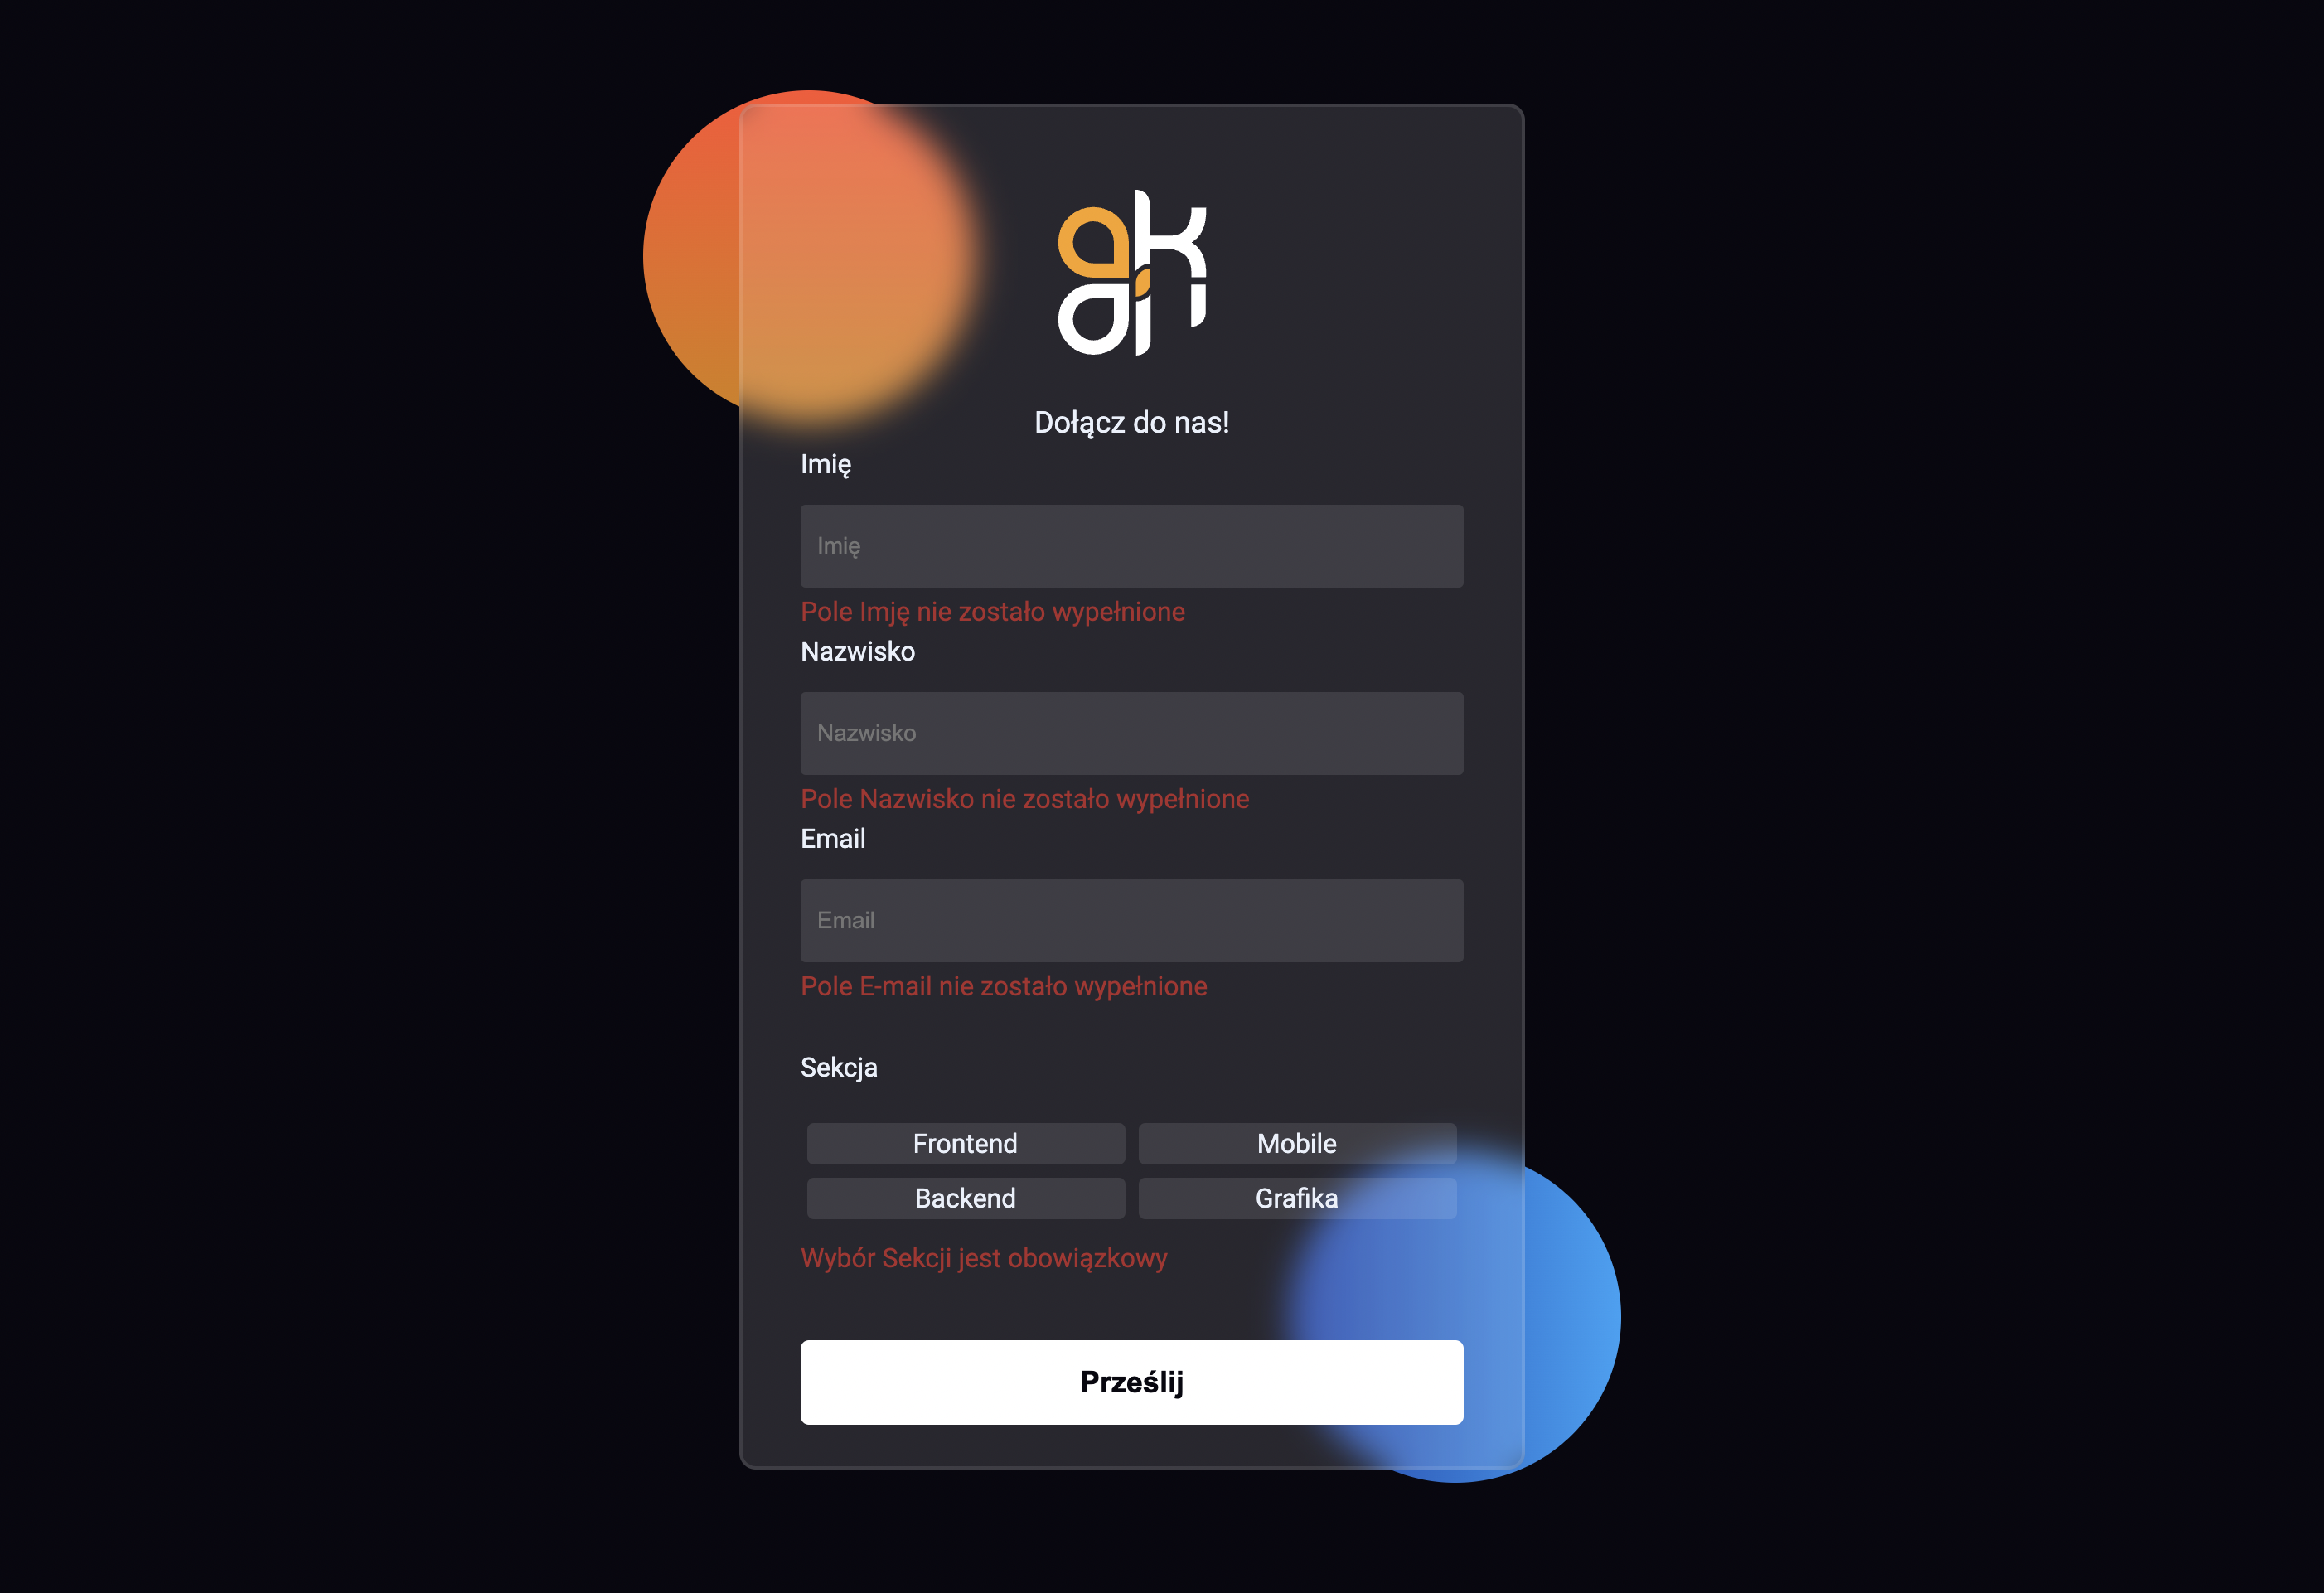 Dołącz do nas!
Imię
Imię
Pole Imję nie zostało wypełnione
Nazwisko
Nazwisko
Pole Nazwisko nie zostało wypełnione
Email
Email
Pole E-mail nie zostało wypełnione
Sekcja
Frontend Mobile
Backend Grafika
Wybór Sekcji jest obowiązkowy
Prześlij